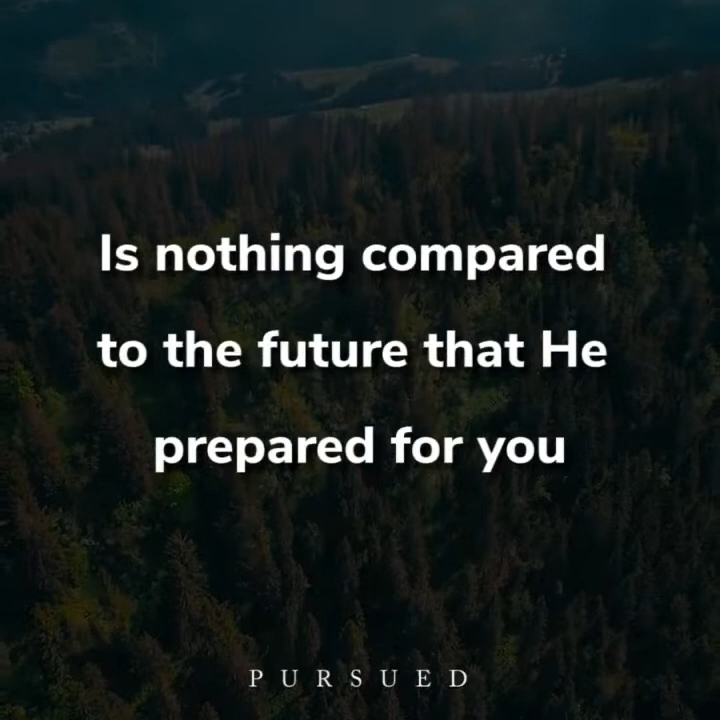 Is nothing compared
to the future that He
prepared for you
PURSUED